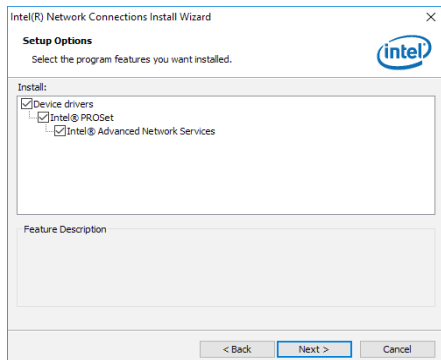 Intel(R) Network Connections Install Wizard
Setup Options
Select the program features you want installed.
intel
Install:
Device drivers
Intel® PROSet
Intel® Advanced Network Services
Feature Description
< Back
Next >
Cancel